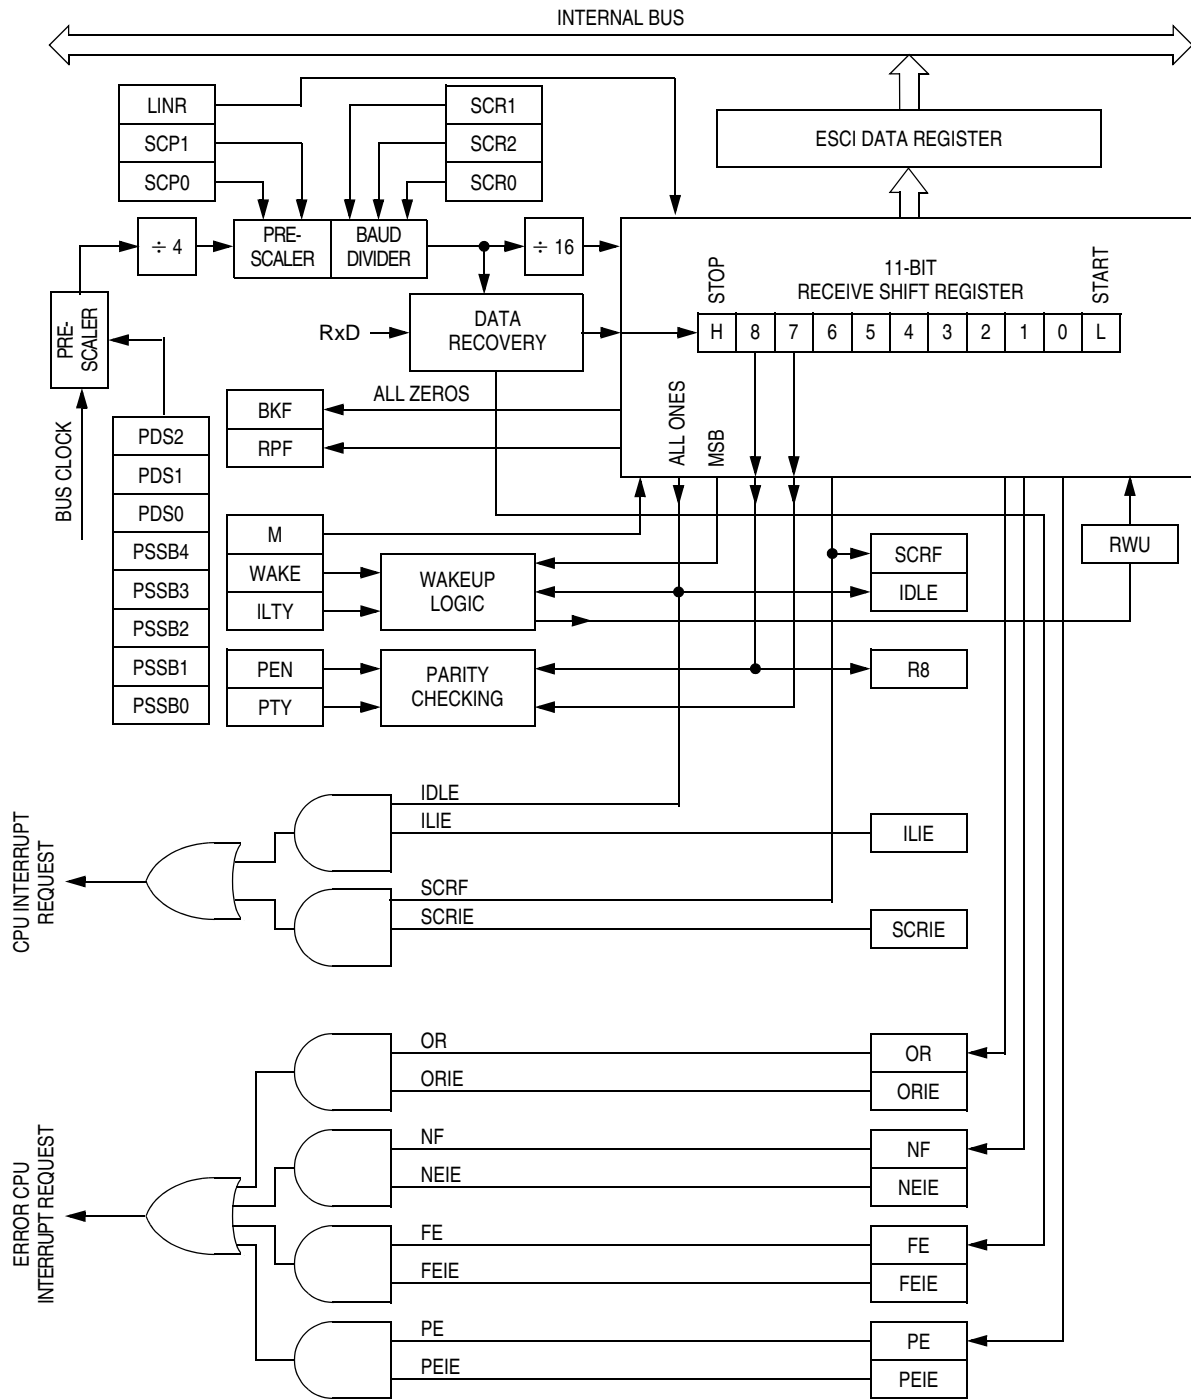 INTERNAL BUS
LINR
SCP1
SCP0
SCR1
SCR2
SCR0
ESCI DATA REGISTER
÷ 4
PRE-
SCALER
BAUD
DIVIDER
÷ 16
PRE-
SCALER
BUS CLOCK
RxD
DATA
RECOVERY
STOP
11-BIT
RECEIVE SHIFT REGISTER
START
H 8 7 6 5 4 3 2 1 0 L
ALL ZEROS
BKF
RPF
ALL ONES
MSB
PDS2
PDS1
PDS0
PSSB4
PSSB3
PSSB2
PSSB1
PSSB0
M
WAKE
ILTY
WAKEUP
LOGIC
SCRF
IDLE
RWU
PEN
PTY
PARITY
CHECKING
R8
CPU INTERRUPT
REQUEST
IDLE
ILIE
ILIE
SCRF
SCRIE
SCRIE
ERROR CPU
INTERRUPT REQUEST
OR
ORIE
OR
ORIE
NF
NEIE
NF
NEIE
FE
FEIE
FE
FEIE
PE
PEIE
PE
PEIE